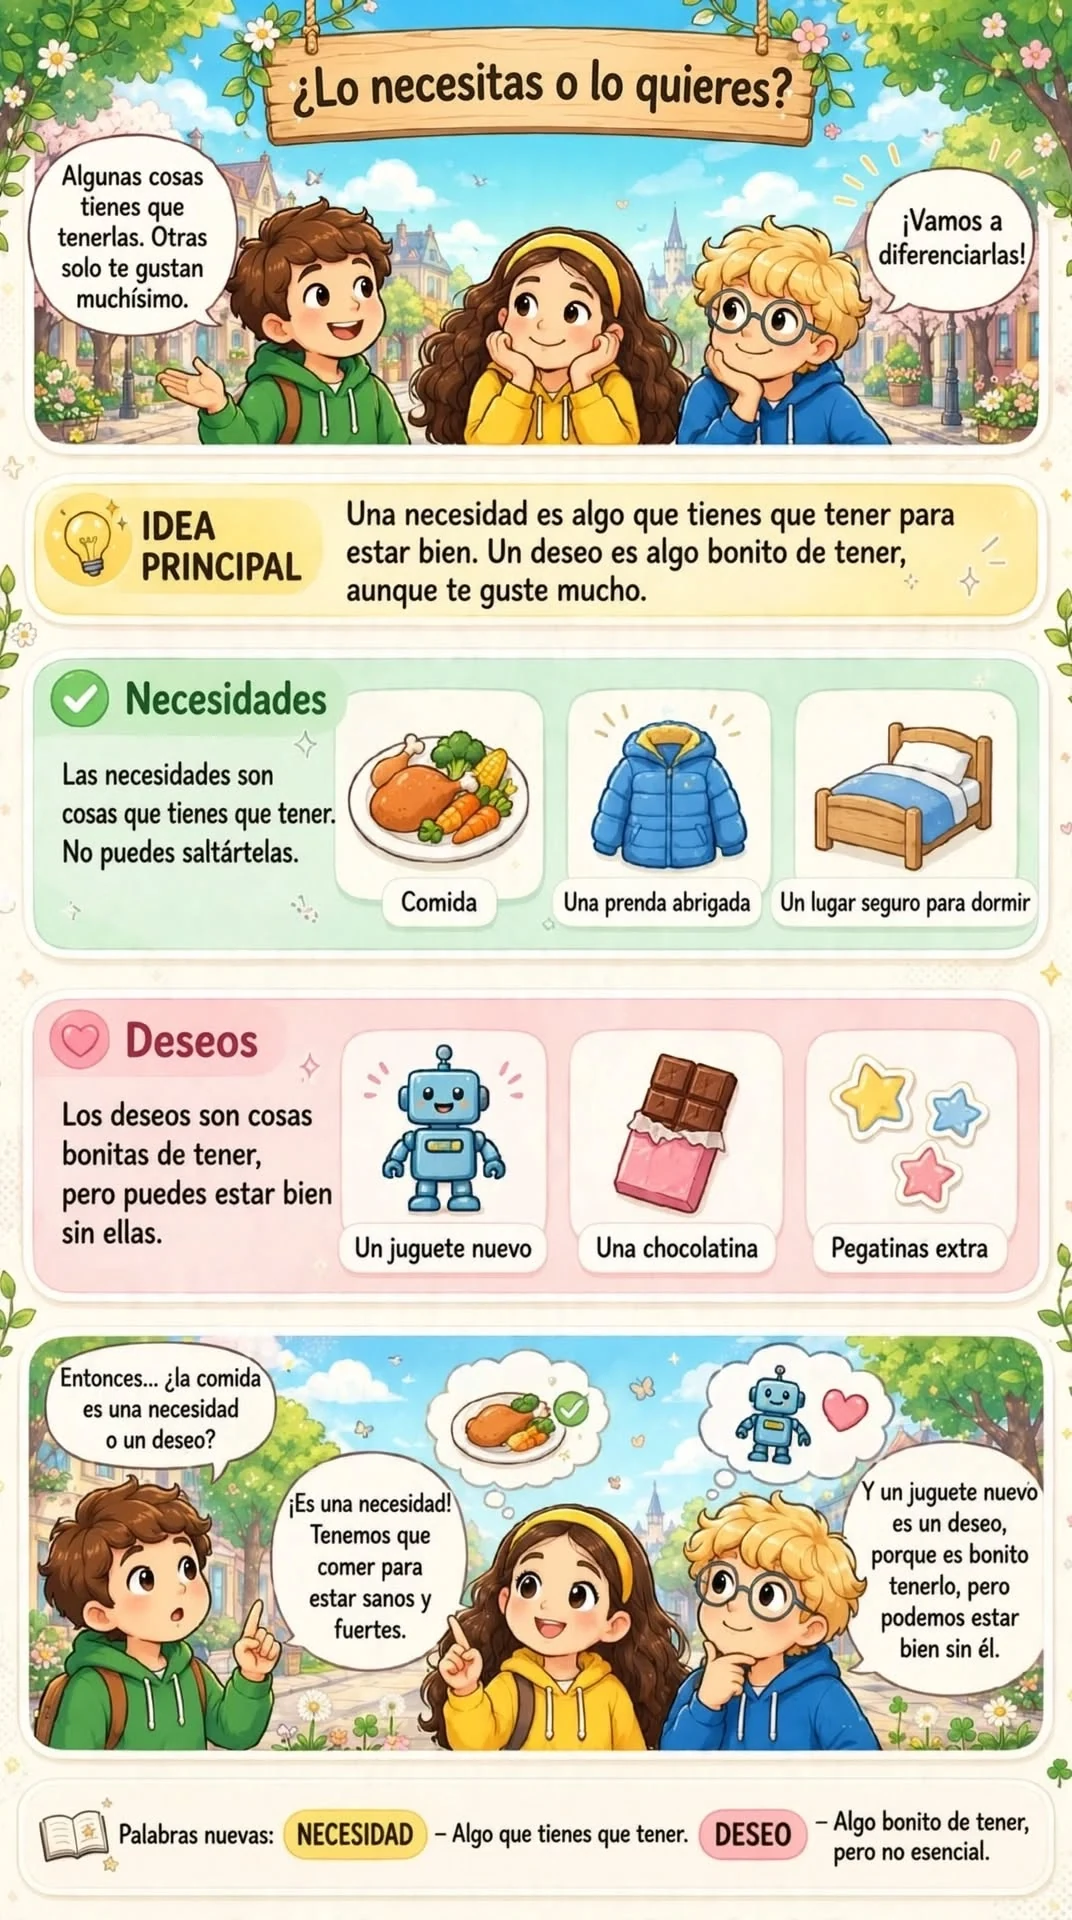 ¿Lo necesitas o lo quieres?
Algunas cosas
tienes que
tenerlas. Otras
solo te gustan
muchísimo.
¡Vamos a
diferenciarlas!
IDEA
PRINCIPAL
Una necesidad es algo que tienes que tener para
estar bien. Un deseo es algo bonito de tener,
aunque te guste mucho.
Necesidades
Las necesidades son
cosas que tienes que tener.
No puedes saltártelas.
Comida
Una prenda abrigada
Un lugar seguro para dormir
Deseos
Los deseos son cosas
bonitas de tener,
pero puedes estar bien
sin ellas.
Un juguete nuevo
Una chocolatina
Pegatinas extra
Entonces... ¿la comida
es una necesidad
o un deseo?
¡Es una necesidad!
Tenemos que
comer para
estar sanos y
fuertes.
Y un juguete nuevo
es un deseo,
porque es bonito
tenerlo, pero
podemos estar
bien sin él.
Palabras nuevas: NECESIDAD – Algo que tienes que tener. DESEO – Algo bonito de tener,
pero no esencial.